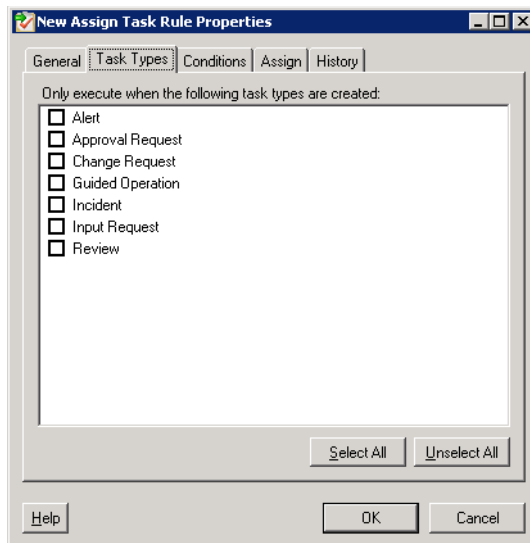 New Assign Task Rule Properties
General Task Types Conditions Assign History
Only execute when the following task types are created:
Alert
Approval Request
Change Request
Guided Operation
Incident
Input Request
Review
Select All Unselect All
Help OK Cancel